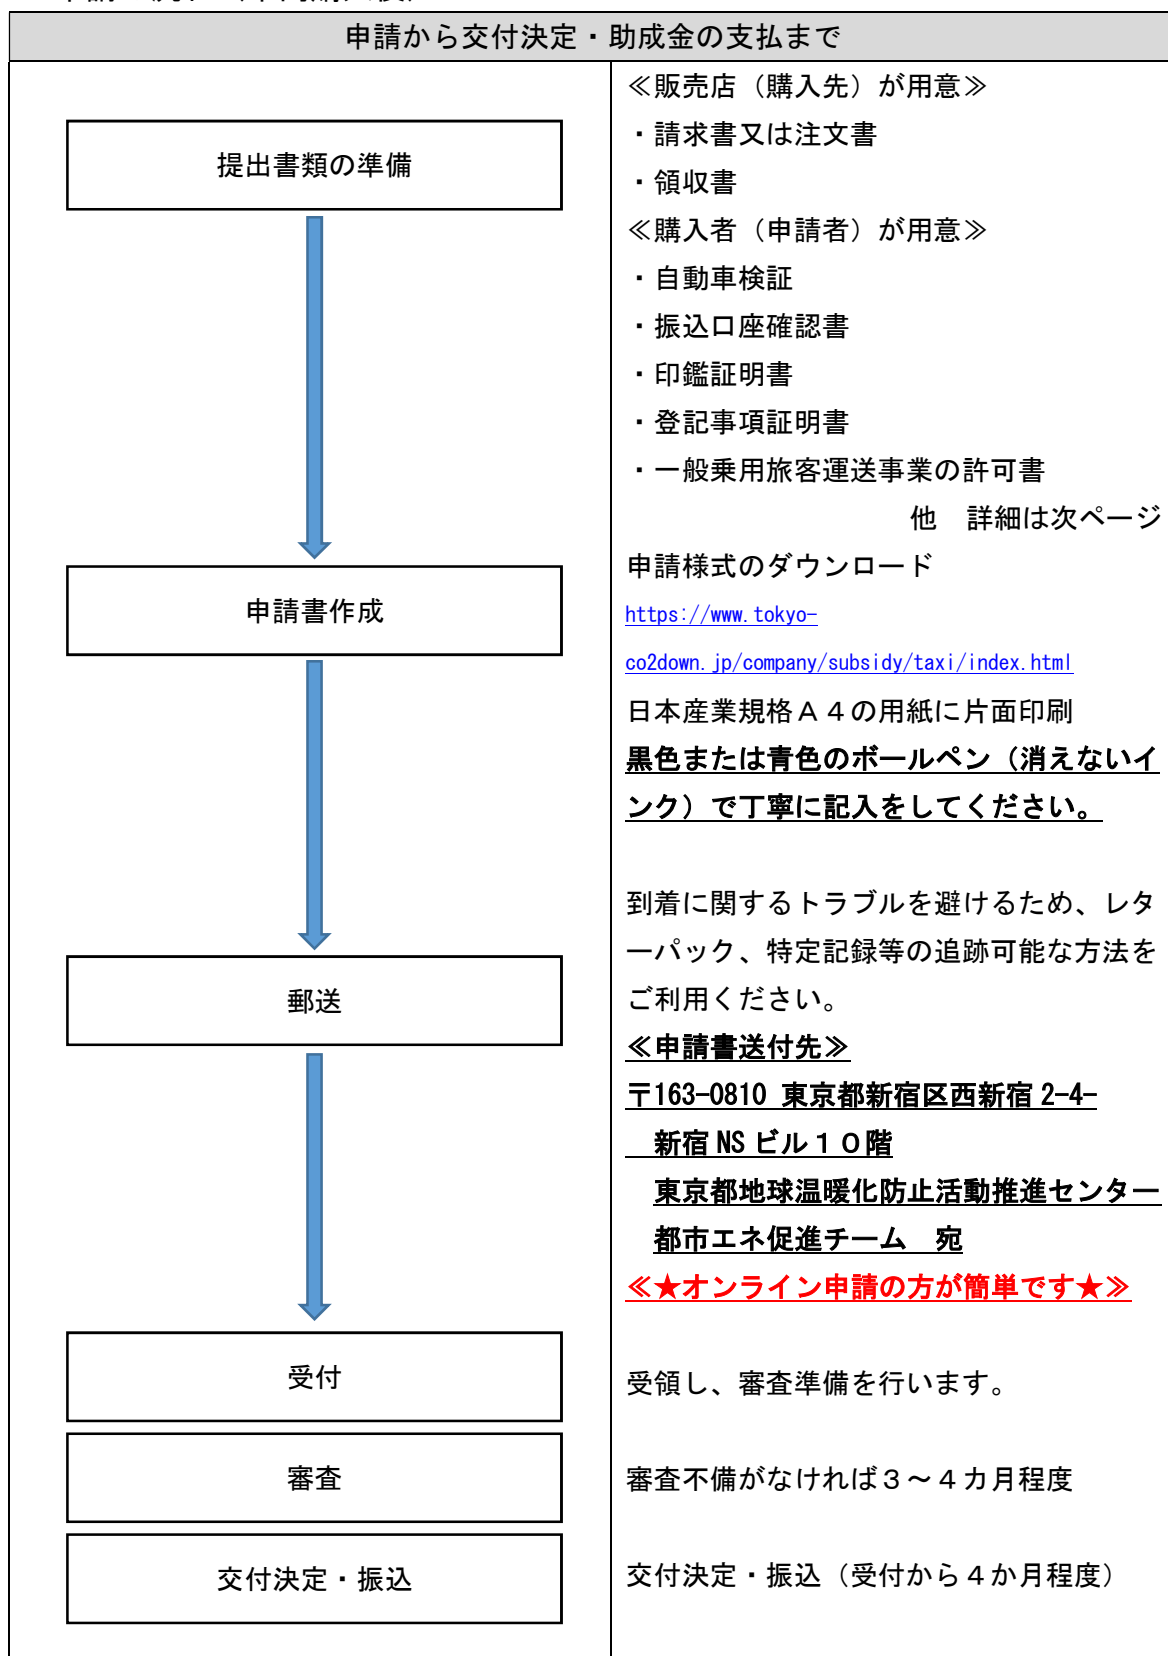 申請から交付決定・助成金の支払まで
提出書類の準備
≪販売店（購入先）が用意≫
・請求書又は注文書
・領収書
≪購入者（申請者）が用意≫
・自動車検証
・振込口座確認書
・印鑑証明書
・登記事項証明書
・一般乗用旅客運送事業の許可書
他　詳細は次ページ
申請書作成
申請様式のダウンロード
https://www.tokyo-
co2down.jp/company/subsidy/taxi/index.html
日本産業規格Ａ４の用紙に片面印刷
黒色または青色のボールペン（消えないイ
ンク）で丁寧に記入をしてください。
郵送
到着に関するトラブルを避けるため、レタ
ーパック、特定記録等の追跡可能な方法を
ご利用ください。
≪申請書送付先≫
〒163-0810 東京都新宿区西新宿 2-4-
新宿 NS ビル１０階
東京都地球温暖化防止活動推進センター
都市エネ促進チーム　宛
≪★オンライン申請の方が簡単です★≫
受付
受領し、審査準備を行います。
審査
審査不備がなければ３～４カ月程度
交付決定・振込
交付決定・振込（受付から４か月程度）